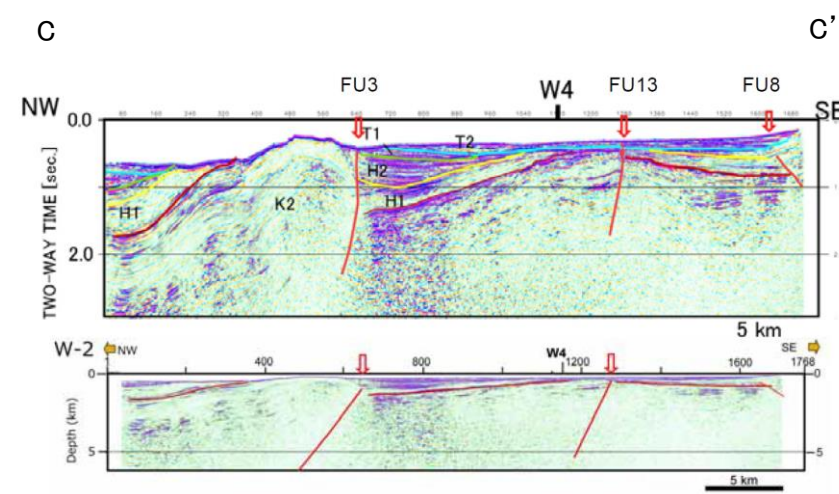 C C'
FU3 W4 FU13 FU8
NW SE
0.0
T1 T2
H2
H1 K2 H1
2.0
TWO-WAY TIME [sec.]
5 km
W-2 NW W4 SE
400 800 1200 1600 1768
0 0
Depth (km)
5 5
5 km